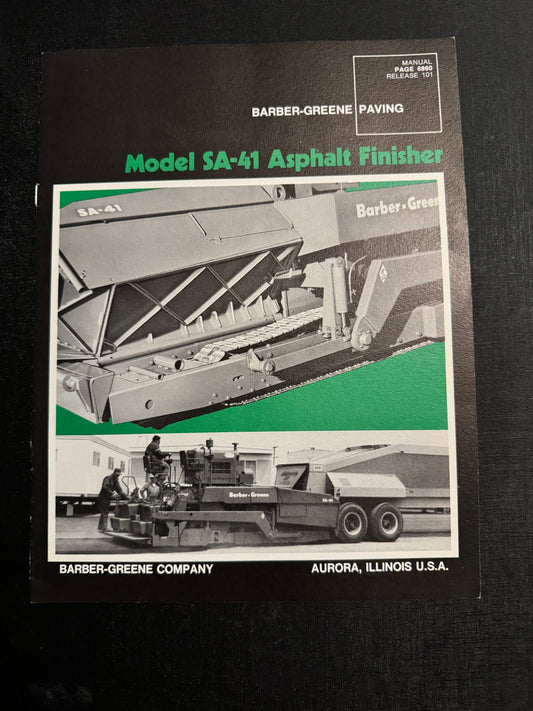 MANUAL
PAGE 6860
RELEASE 101
BARBER-GREENE PAVING
Model SA-41 Asphalt Finisher
SA-41
Barber-Green
Barber-Greene
BARBER-GREENE COMPANY
AURORA, ILLINOIS U.S.A.